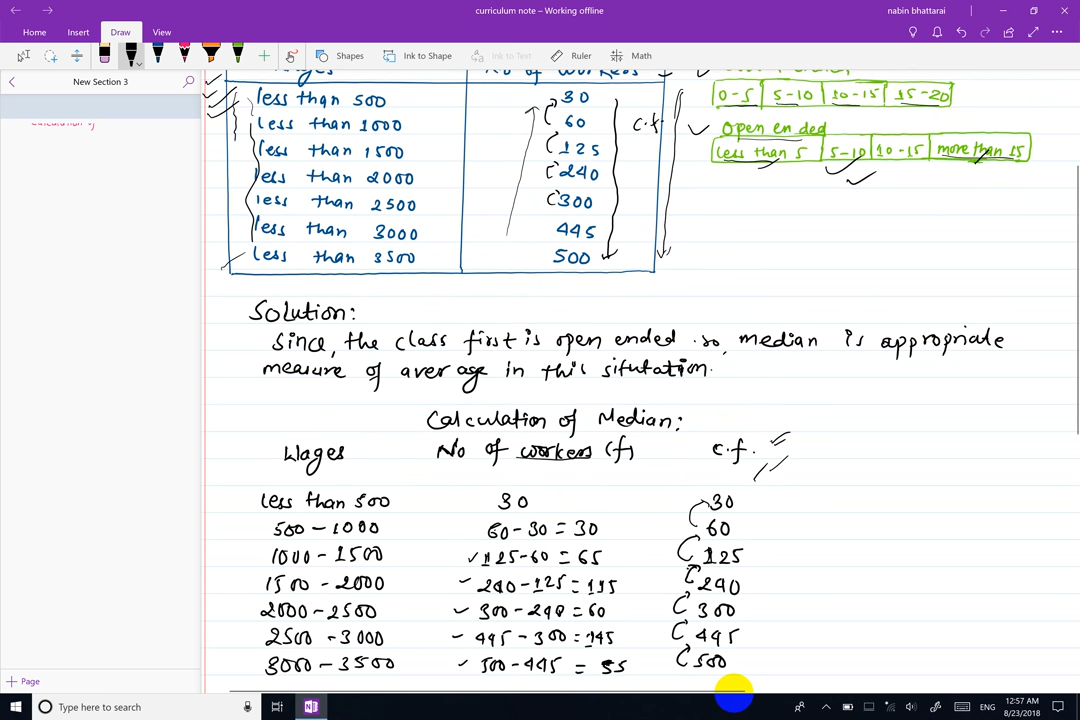 curriculum note – Working offline
nabin bhattarai
Home Insert Draw View
Shapes Ink to Shape Ink to Text Ruler Math
New Section 3
Wages No of workers
less than 500 30
less than 1000 60
less than 1500 125
less than 2000 240
less than 2500 300
less than 3000 445
less than 3500 500
c.f.
0-5 5-10 10-15 15-20
Open ended
less than 5 5-10 10-15 more than 15
Solution:
Since, the class first is open ended so, median is appropriate
measure of average in this situtation.
Calculation of Median:
Wages No of workers (f) c.f.
less than 500 30 30
500-1000 60-30=30 60
1000-1500 125-60=65 125
1500-2000 240-125=115 240
2000-2500 300-240=60 300
2500-3000 445-300=145 445
3000-3500 500-445=55 500
+ Page
Type here to search
ENG
12:57 AM
8/23/2018